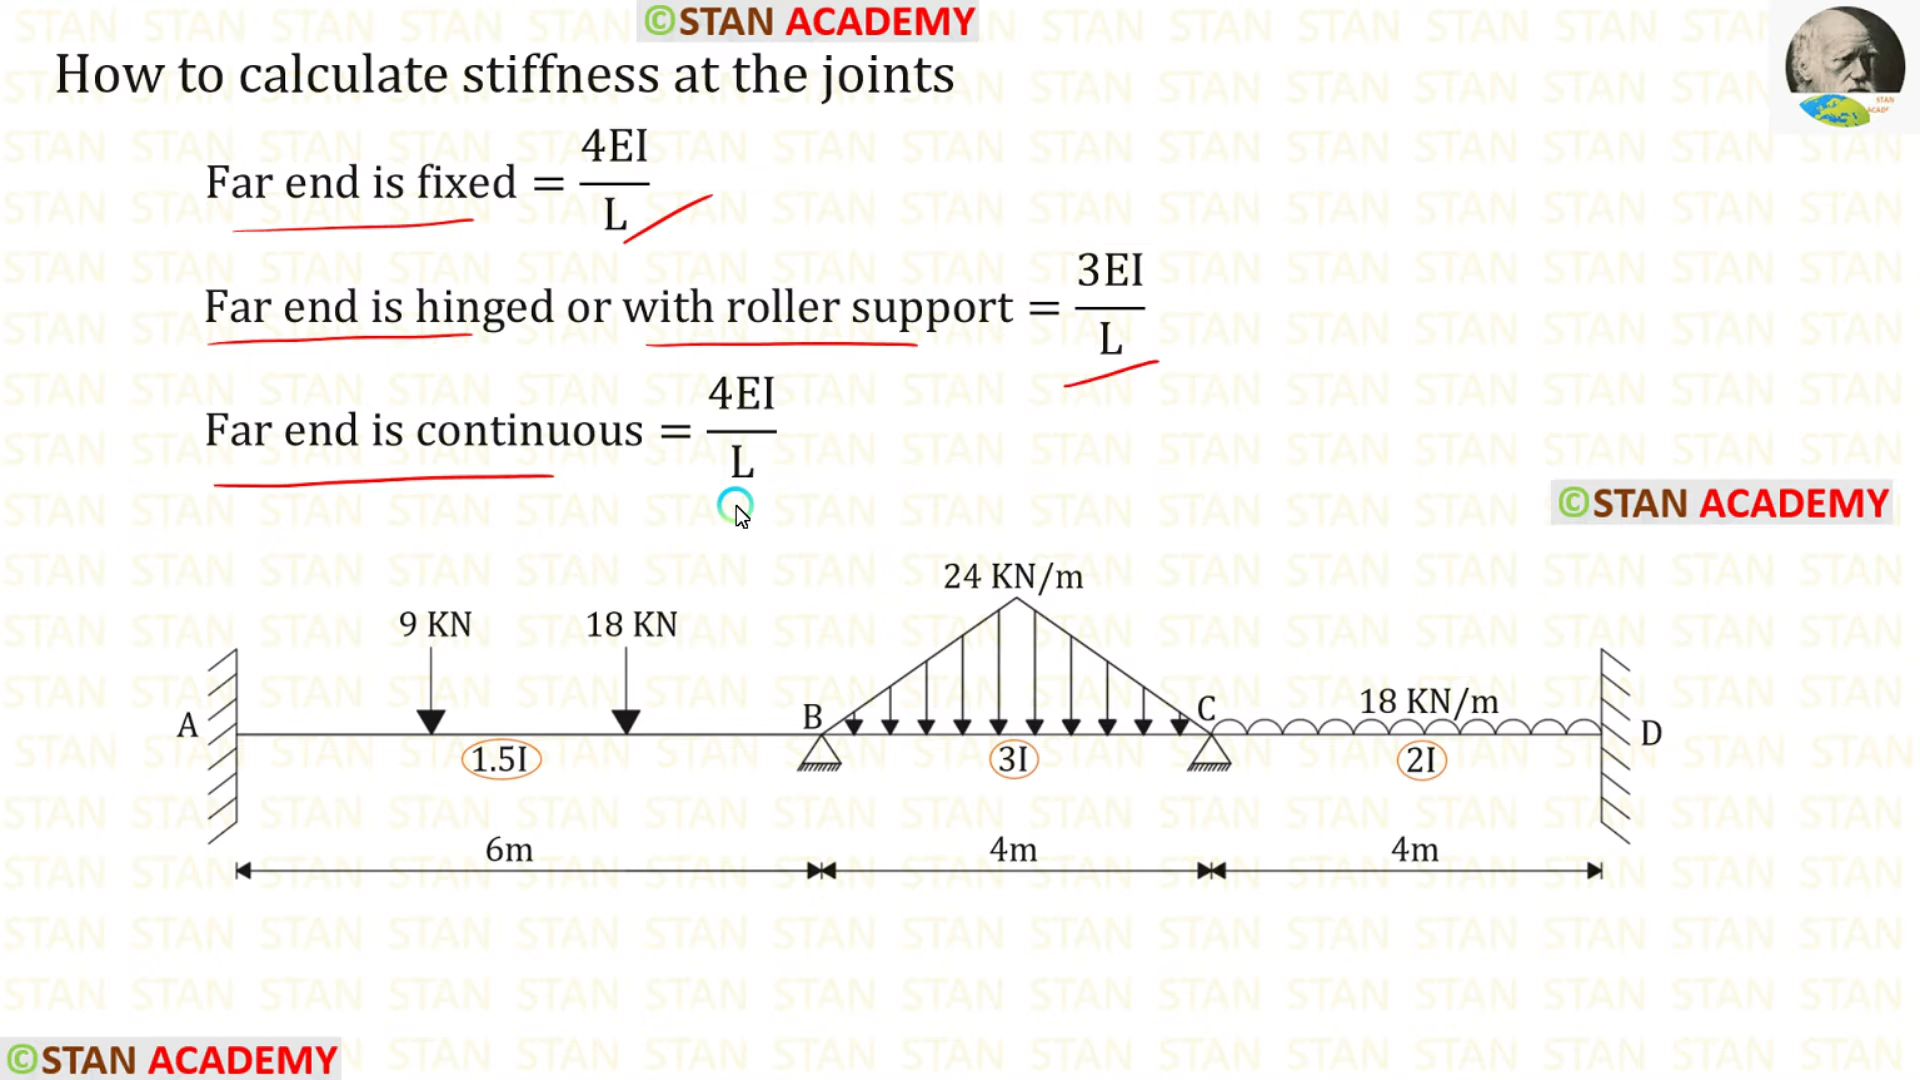 ©STAN ACADEMY
How to calculate stiffness at the joints
Far end is fixed = 4EI / L
Far end is hinged or with roller support = 3EI / L
Far end is continuous = 4EI / L
©STAN ACADEMY
24 KN/m
9 KN 18 KN
18 KN/m
A B C D
1.5I 3I 2I
6m 4m 4m
©STAN ACADEMY